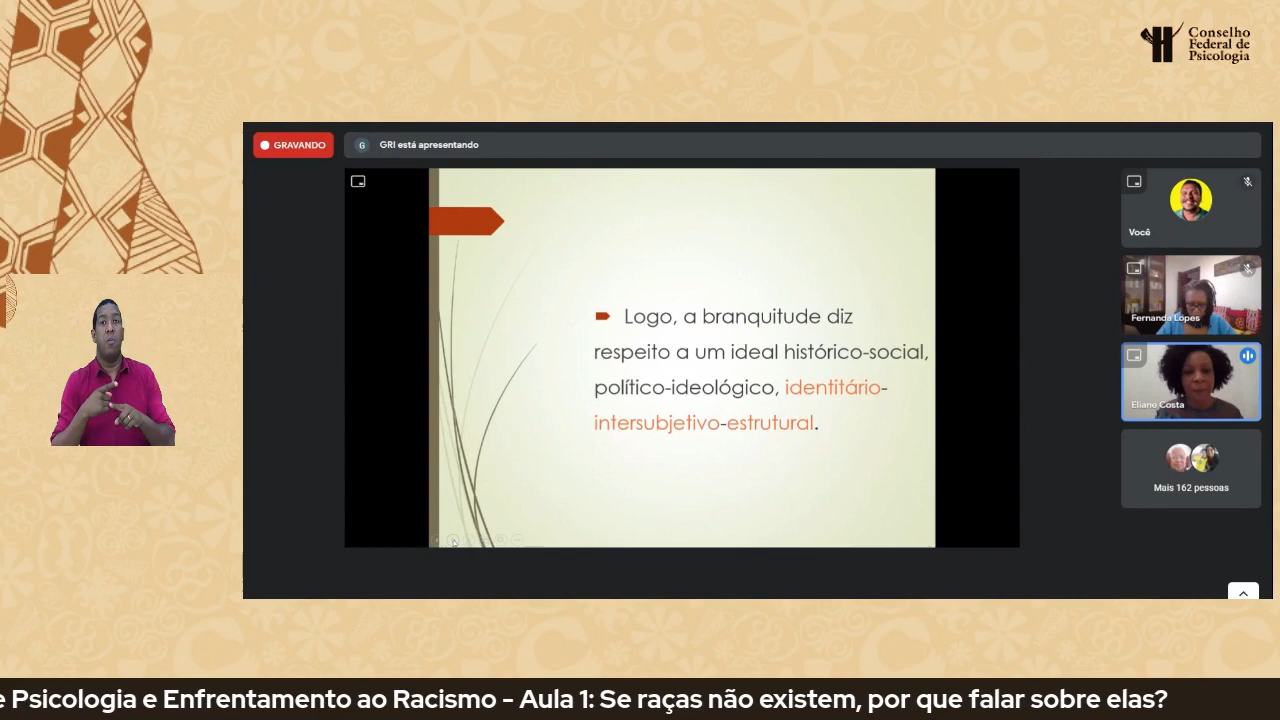 Conselho
Federal de
Psicologia
GRAVANDO
G
GRI está apresentando
Você
Fernanda Lopes
Eliane Costa
Mais 162 pessoas
Logo, a branquitude diz
respeito a um ideal histórico-social,
político-ideológico, identitário-
intersubjetivo-estrutural.
e Psicologia e Enfrentamento ao Racismo - Aula 1: Se raças não existem, por que falar sobre elas?